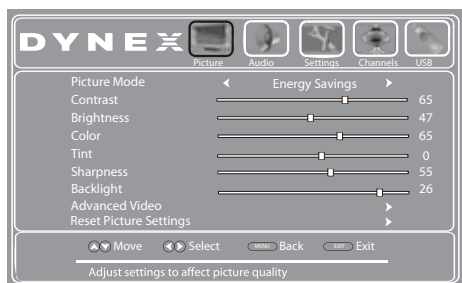 DYNEX
Picture Audio Settings Channels USB
Picture Mode Energy Savings
Contrast 65
Brightness 47
Color 65
Tint 0
Sharpness 55
Backlight 26
Advanced Video
Reset Picture Settings
Move Select MENU Back EXIT Exit
Adjust settings to affect picture quality